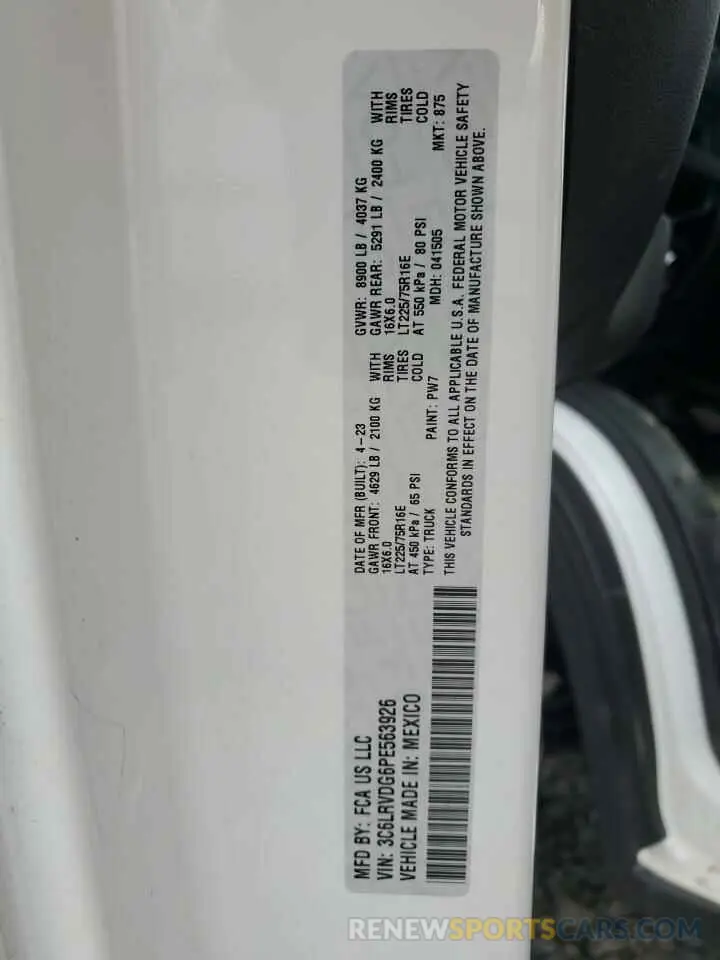 MFD BY: FCA US LLC
VIN: 3C6LRVDG6PE563926
VEHICLE MADE IN: MEXICO
DATE OF MFR (BUILT): 4-23 GVWR: 8900 LB / 4037 KG
GAWR FRONT: 4629 LB / 2100 KG WITH GAWR REAR: 5291 LB / 2400 KG WITH
16X6.0 RIMS 16X6.0 RIMS
LT225/75R16E TIRES LT225/75R16E TIRES
AT 450 kPa / 65 PSI COLD AT 550 kPa / 80 PSI COLD
TYPE: TRUCK PAINT: PW7 MDH: 041505 MKT: 875
THIS VEHICLE CONFORMS TO ALL APPLICABLE U.S.A. FEDERAL MOTOR VEHICLE SAFETY
STANDARDS IN EFFECT ON THE DATE OF MANUFACTURE SHOWN ABOVE.
RENEWSPORTSCARS.COM